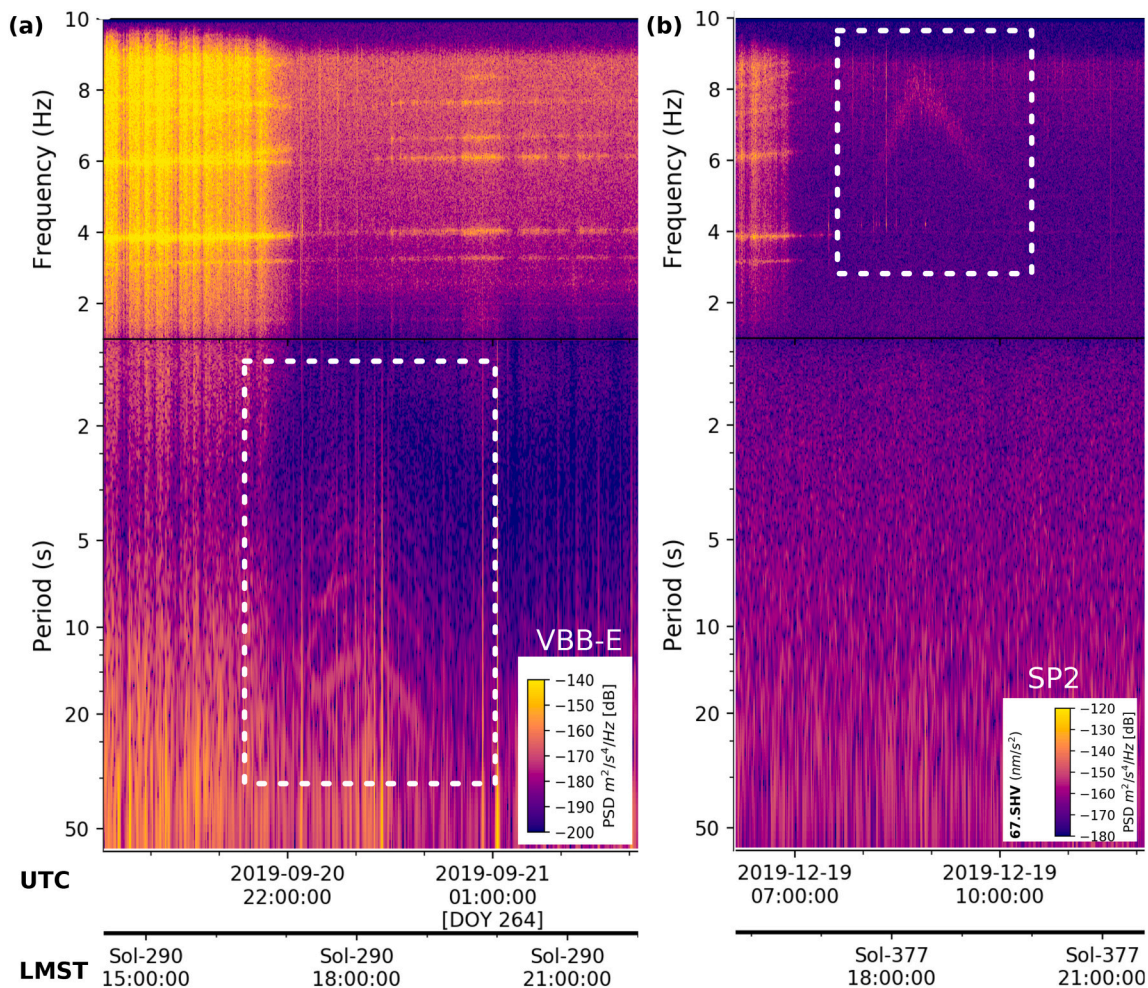 (a)
10
8
6
4
2
Frequency (Hz)
2
5
10
20
50
Period (s)
VBB-E
−140
−150
−160
−170
−180
−190
−200
PSD m²/s⁴/Hz [dB]
(b)
10
8
6
4
2
Frequency (Hz)
2
5
10
20
50
Period (s)
SP2
67.SHV (nm/s²)
−120
−130
−140
−150
−160
−170
−180
PSD m²/s⁴/Hz [dB]
UTC
2019-09-20
22:00:00
2019-09-21
01:00:00
[DOY 264]
2019-12-19
07:00:00
2019-12-19
10:00:00
LMST
Sol-290
15:00:00
Sol-290
18:00:00
Sol-290
21:00:00
Sol-377
18:00:00
Sol-377
21:00:00